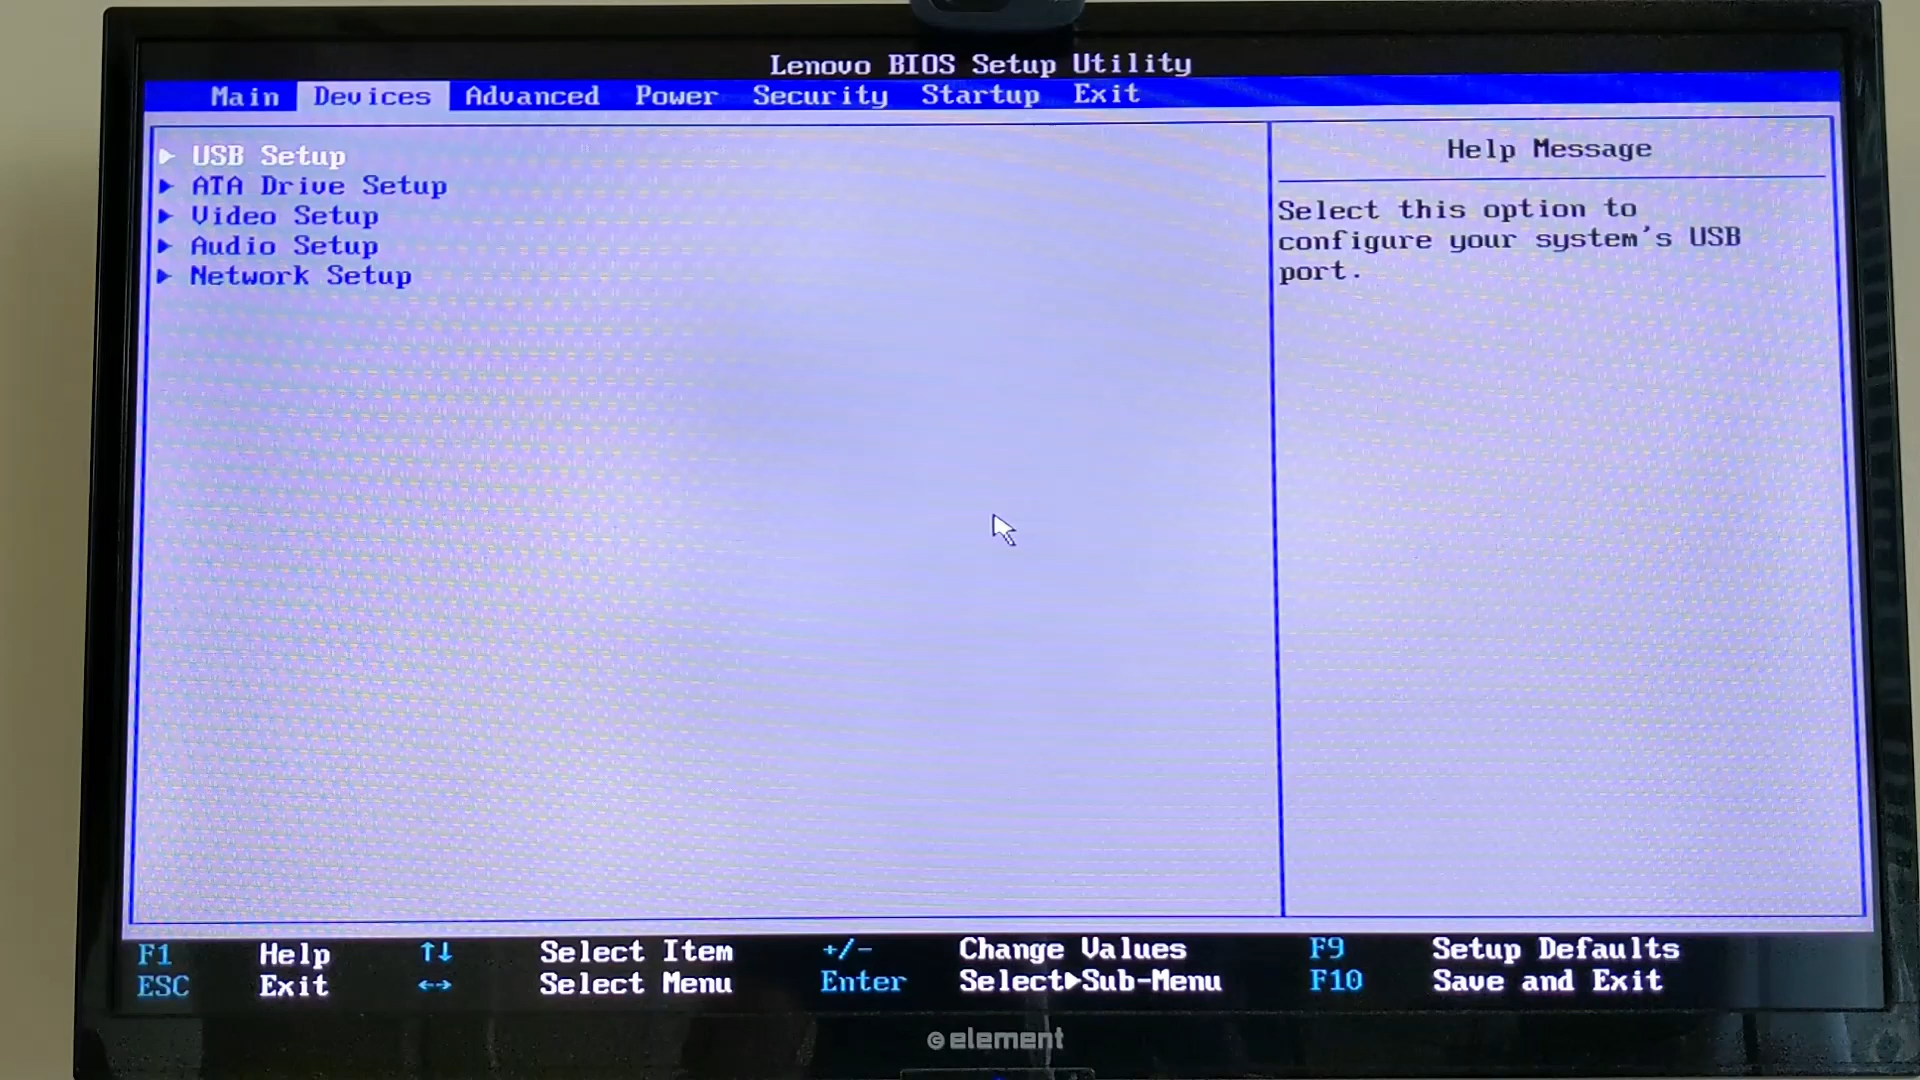 Lenovo BIOS Setup Utility
Main Devices Advanced Power Security Startup Exit
USB Setup
ATA Drive Setup
Video Setup
Audio Setup
Network Setup
Help Message
Select this option to
configure your system's USB
port.
F1 Help ↑↓ Select Item +/- Change Values F9 Setup Defaults
ESC Exit ←→ Select Menu Enter Select▶Sub-Menu F10 Save and Exit
element